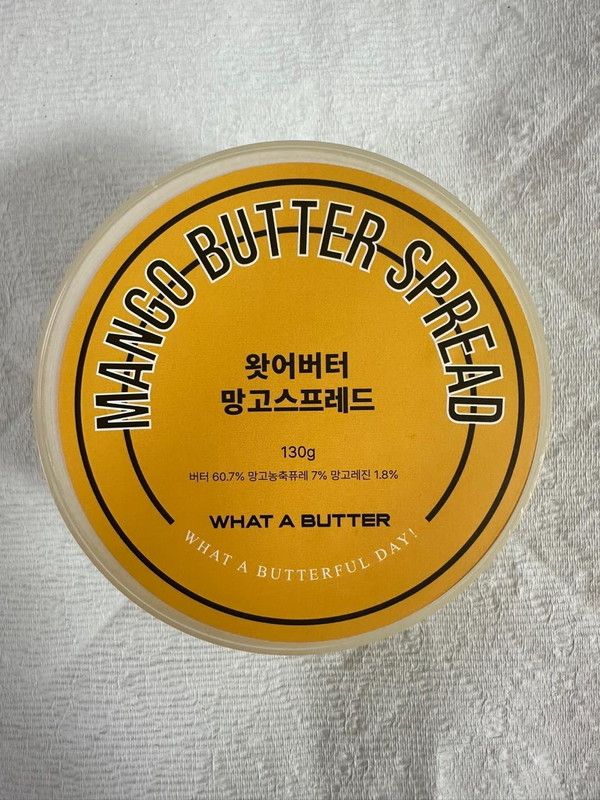 MANGO BUTTER SPREAD
왓어버터
망고스프레드
130g
버터 60.7% 망고농축퓨레 7% 망고레진 1.8%
WHAT A BUTTER
WHAT A BUTTERFUL DAY!